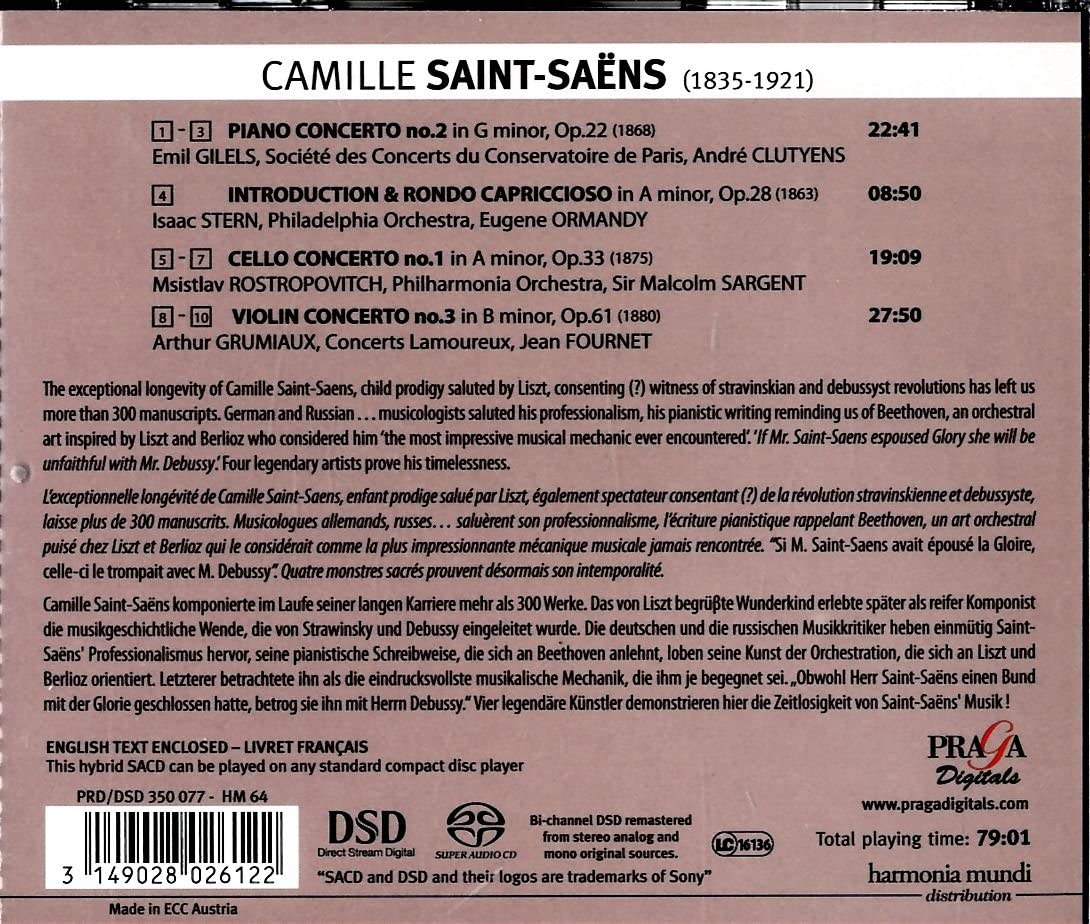 CAMILLE SAINT-SAËNS (1835-1921)
1 - 3 PIANO CONCERTO no.2 in G minor, Op.22 (1868) 22:41
Emil GILELS, Société des Concerts du Conservatoire de Paris, André CLUTYENS
4 INTRODUCTION & RONDO CAPRICCIOSO in A minor, Op.28 (1863) 08:50
Isaac STERN, Philadelphia Orchestra, Eugene ORMANDY
5 - 7 CELLO CONCERTO no.1 in A minor, Op.33 (1875) 19:09
Msistlav ROSTROPOVITCH, Philharmonia Orchestra, Sir Malcolm SARGENT
8 - 10 VIOLIN CONCERTO no.3 in B minor, Op.61 (1880) 27:50
Arthur GRUMIAUX, Concerts Lamoureux, Jean FOURNET
The exceptional longevity of Camille Saint-Saens, child prodigy saluted by Liszt, consenting (?) witness of stravinskian and debussyst revolutions has left us
more than 300 manuscripts. German and Russian ... musicologists saluted his professionalism, his pianistic writing reminding us of Beethoven, an orchestral
art inspired by Liszt and Berlioz who considered him 'the most impressive musical mechanic ever encountered'. 'If Mr. Saint-Saens espoused Glory she will be
unfaithful with Mr. Debussy.' Four legendary artists prove his timelessness.
L'exceptionnelle longévité de Camille Saint-Saens, enfant prodige salué par Liszt, également spectateur consentant (?) de la révolution stravinskienne et debussyste,
laisse plus de 300 manuscrits. Musicologues allemands, russes... saluèrent son professionnalisme, l'écriture pianistique rappelant Beethoven, un art orchestral
puisé chez Liszt et Berlioz qui le considérait comme la plus impressionnante mécanique musicale jamais rencontrée. "Si M. Saint-Saens avait épousé la Gloire,
celle-ci le trompait avec M. Debussy". Quatre monstres sacrés prouvent désormais son intemporalité.
Camille Saint-Saëns komponierte im Laufe seiner langen Karriere mehr als 300 Werke. Das von Liszt begrüßte Wunderkind erlebte später als reifer Komponist
die musikgeschichtliche Wende, die von Strawinsky und Debussy eingeleitet wurde. Die deutschen und die russischen Musikkritiker heben einmütig Saint-
Saëns' Professionalismus hervor, seine pianistische Schreibweise, die sich an Beethoven anlehnt, loben seine Kunst der Orchestration, die sich an Liszt und
Berlioz orientiert. Letzterer betrachtete ihn als die eindrucksvollste musikalische Mechanik, die ihm je begegnet sei. „Obwohl Herr Saint-Saëns einen Bund
mit der Glorie geschlossen hatte, betrog sie ihn mit Herrn Debussy." Vier legendäre Künstler demonstrieren hier die Zeitlosigkeit von Saint-Saëns' Musik !
ENGLISH TEXT ENCLOSED – LIVRET FRANÇAIS
This hybrid SACD can be played on any standard compact disc player
PRAGA
Digitals
www.pragadigitals.com
PRD/DSD 350 077 - HM 64
3 149028 026122
Made in ECC Austria
DSD
Direct Stream Digital
SUPER AUDIO CD
Bi-channel DSD remastered
from stereo analog and
mono original sources.
LC 16136
"SACD and DSD and their logos are trademarks of Sony"
Total playing time: 79:01
harmonia mundi
distribution